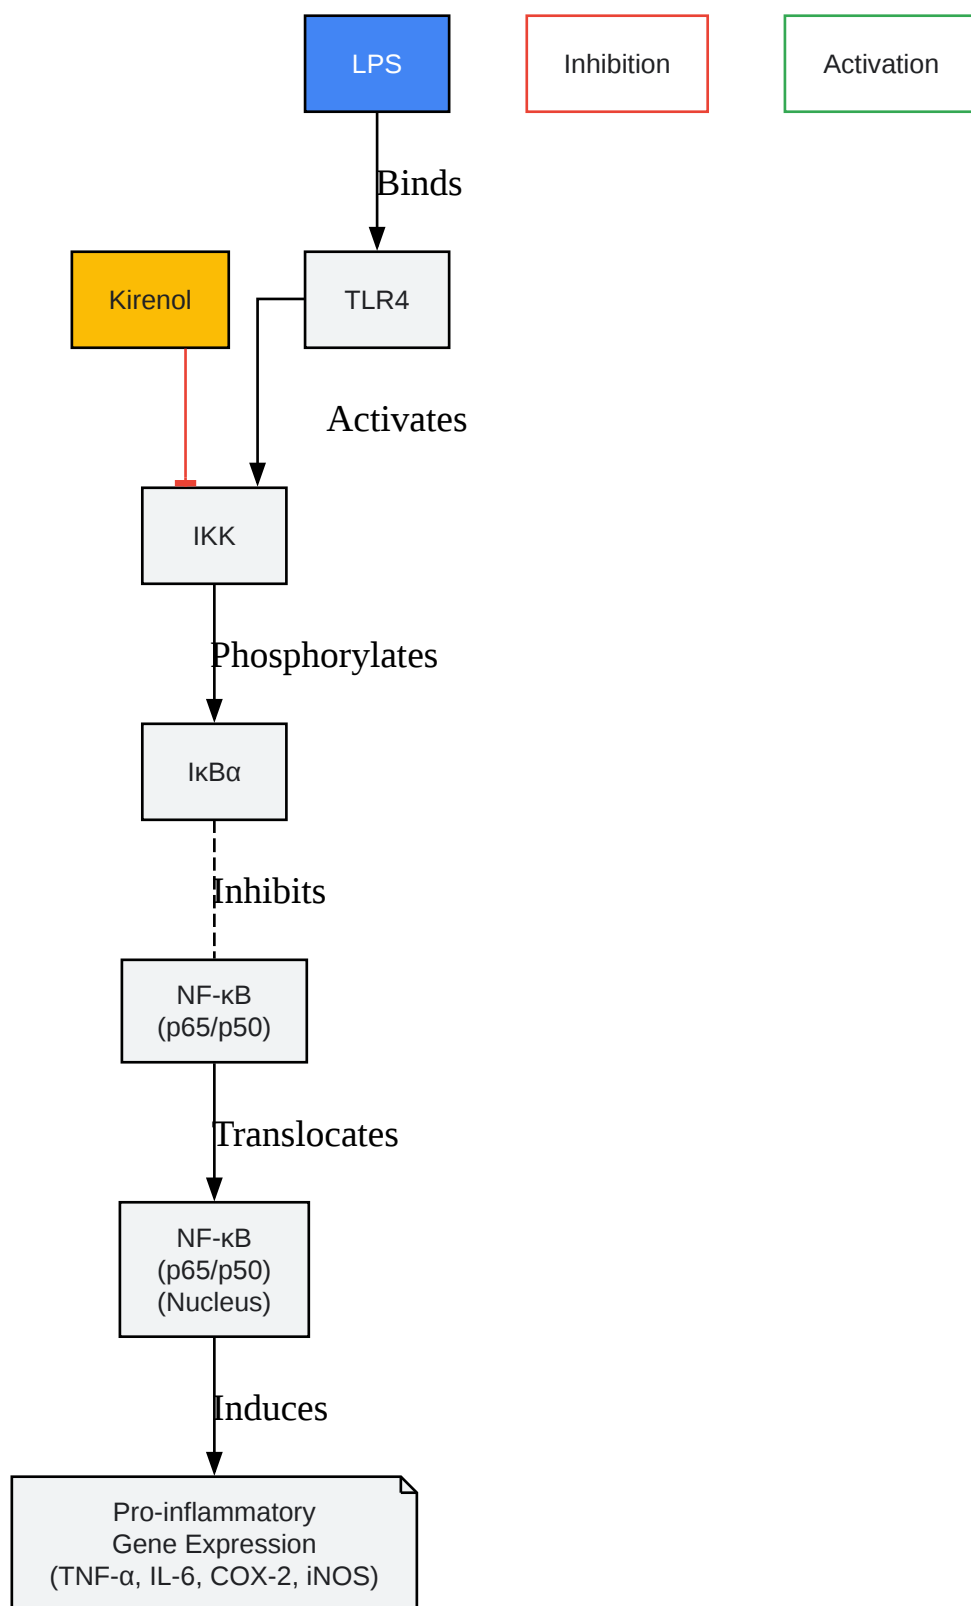 LPS
Inhibition
Activation
Binds
Kirenol
TLR4
Activates
IKK
Phosphorylates
IκBα
Inhibits
NF-κB
(p65/p50)
Translocates
NF-κB
(p65/p50)
(Nucleus)
Induces
Pro-inflammatory
Gene Expression
(TNF-α, IL-6, COX-2, iNOS)